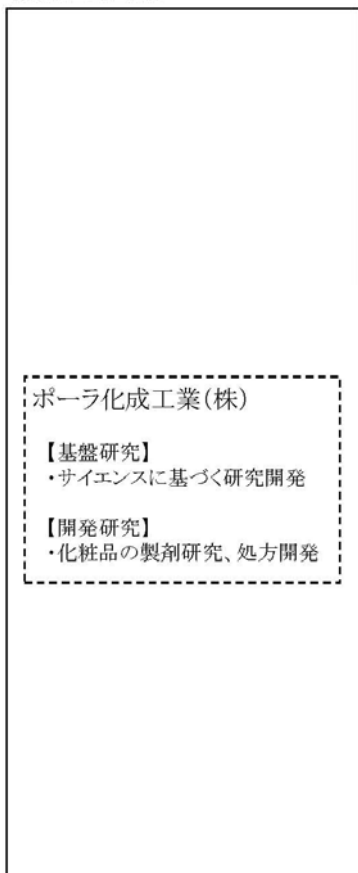 ポーラ化成工業(株)
【基盤研究】
・サイエンスに基づく研究開発
【開発研究】
・化粧品の製剤研究、処方開発